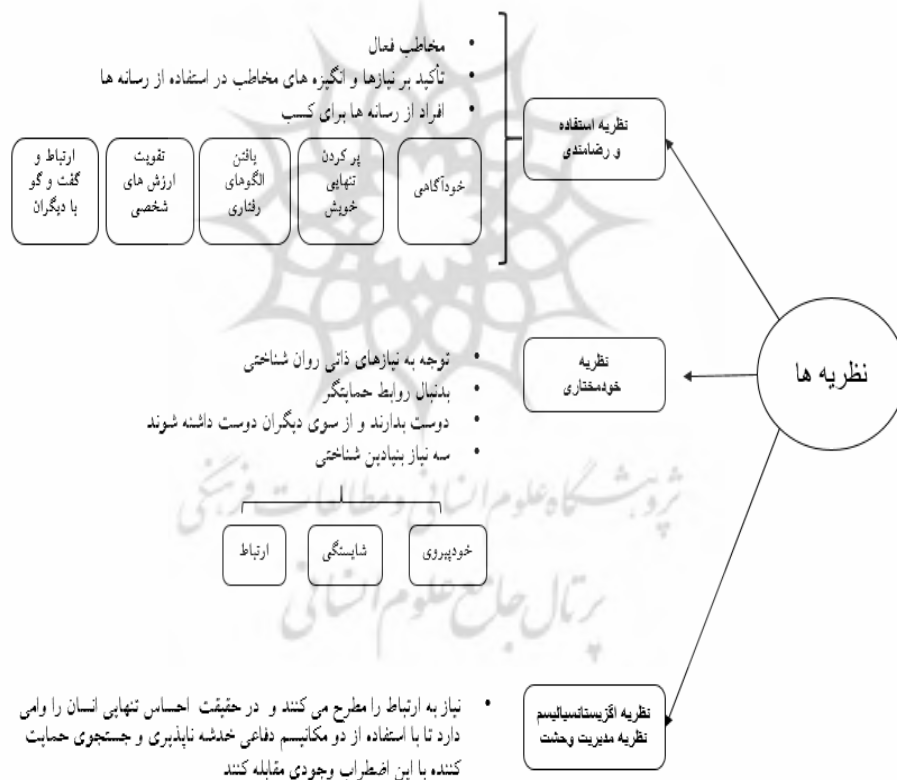 نظریه ها
نظریه استفاده
و رضامندی
• مخاطب فعال
• تأکید بر نیازها و انگیزه های مخاطب در استفاده از رسانه ها
• افراد از رسانه ها برای کسب
خودآگاهی
پر کردن
تنهایی
خویش
یافتن
الگوهای
رفتاری
تقویت
ارزش های
شخصی
ارتباط و
گفت و گو
با دیگران
نظریه
خودمختاری
• توجه به نیازهای ذاتی روان شناختی
• بدنبال روابط حمایتگر
• دوست بدارند و از سوی دیگران دوست داشته شوند
• سه نیاز بنیادین شناختی
خودپیروی
شایستگی
ارتباط
پژوهشگاه علوم انسانی و مطالعات فرهنگی
پرتال جامع علوم انسانی
نظریه اگزیستانسیالیسم
نظریه مدیریت وحشت
• نیاز به ارتباط را مطرح می کنند و در حقیقت احساس تنهایی انسان را وامی
دارد تا با استفاده از دو مکانیسم دفاعی خدشه ناپذیری و جستجوی حمایت
کننده با این اضطراب وجودی مقابله کنند